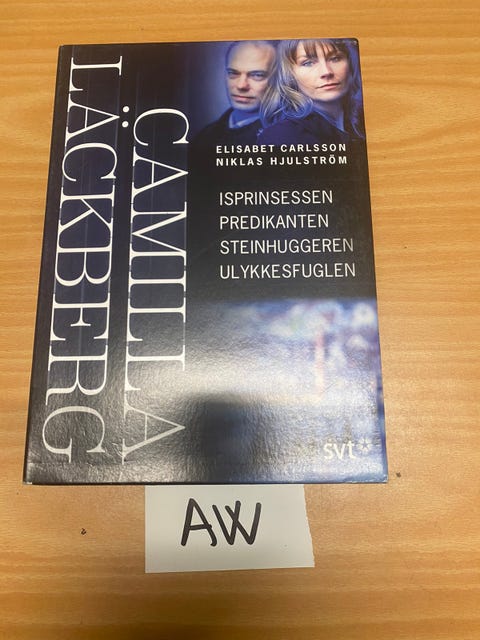 CAMILLA
LÄCKBERG
ELISABET CARLSSON
NIKLAS HJULSTRÖM
ISPRINSESSEN
PREDIKANTEN
STEINHUGGEREN
ULYKKESFUGLEN
svt
AW